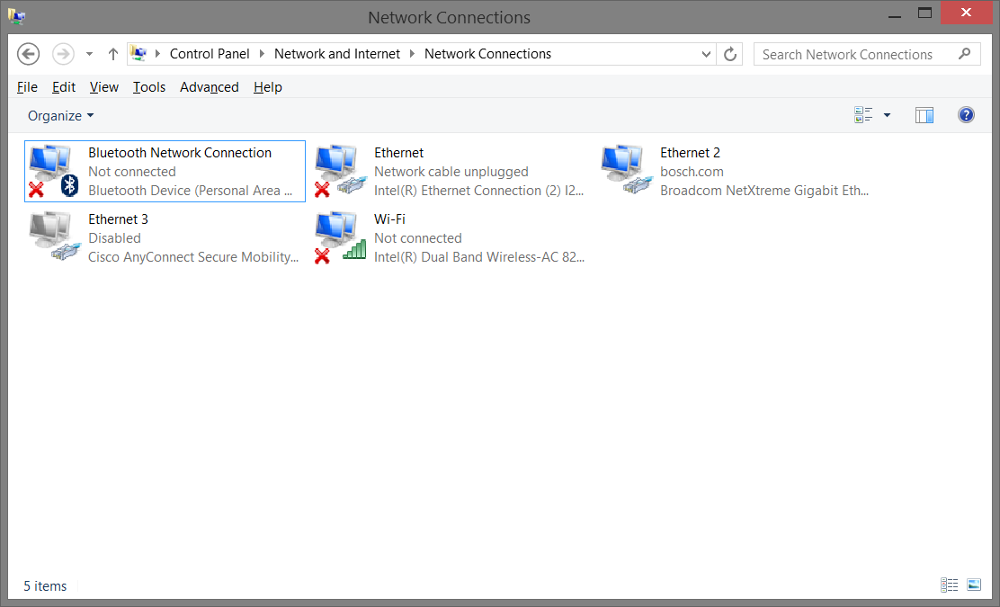 Network Connections
Control Panel Network and Internet Network Connections
Search Network Connections
File Edit View Tools Advanced Help
Organize
Bluetooth Network Connection
Not connected
Bluetooth Device (Personal Area ...
Ethernet
Network cable unplugged
Intel(R) Ethernet Connection (2) I2...
Ethernet 2
bosch.com
Broadcom NetXtreme Gigabit Eth...
Ethernet 3
Disabled
Cisco AnyConnect Secure Mobility...
Wi-Fi
Not connected
Intel(R) Dual Band Wireless-AC 82...
5 items